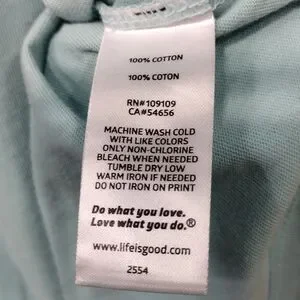 100% COTTON
100% COTON
RN#109109
CA#54656
MACHINE WASH COLD
WITH LIKE COLORS
ONLY NON-CHLORINE
BLEACH WHEN NEEDED
TUMBLE DRY LOW
WARM IRON IF NEEDED
DO NOT IRON ON PRINT
Do what you love.
Love what you do.®
www.lifeisgood.com
2554